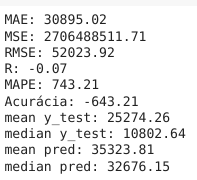 MAE: 30895.02
MSE: 2706488511.71
RMSE: 52023.92
R: -0.07
MAPE: 743.21
Acurácia: -643.21
mean y_test: 25274.26
median y_test: 10802.64
mean pred: 35323.81
median pred: 32676.15